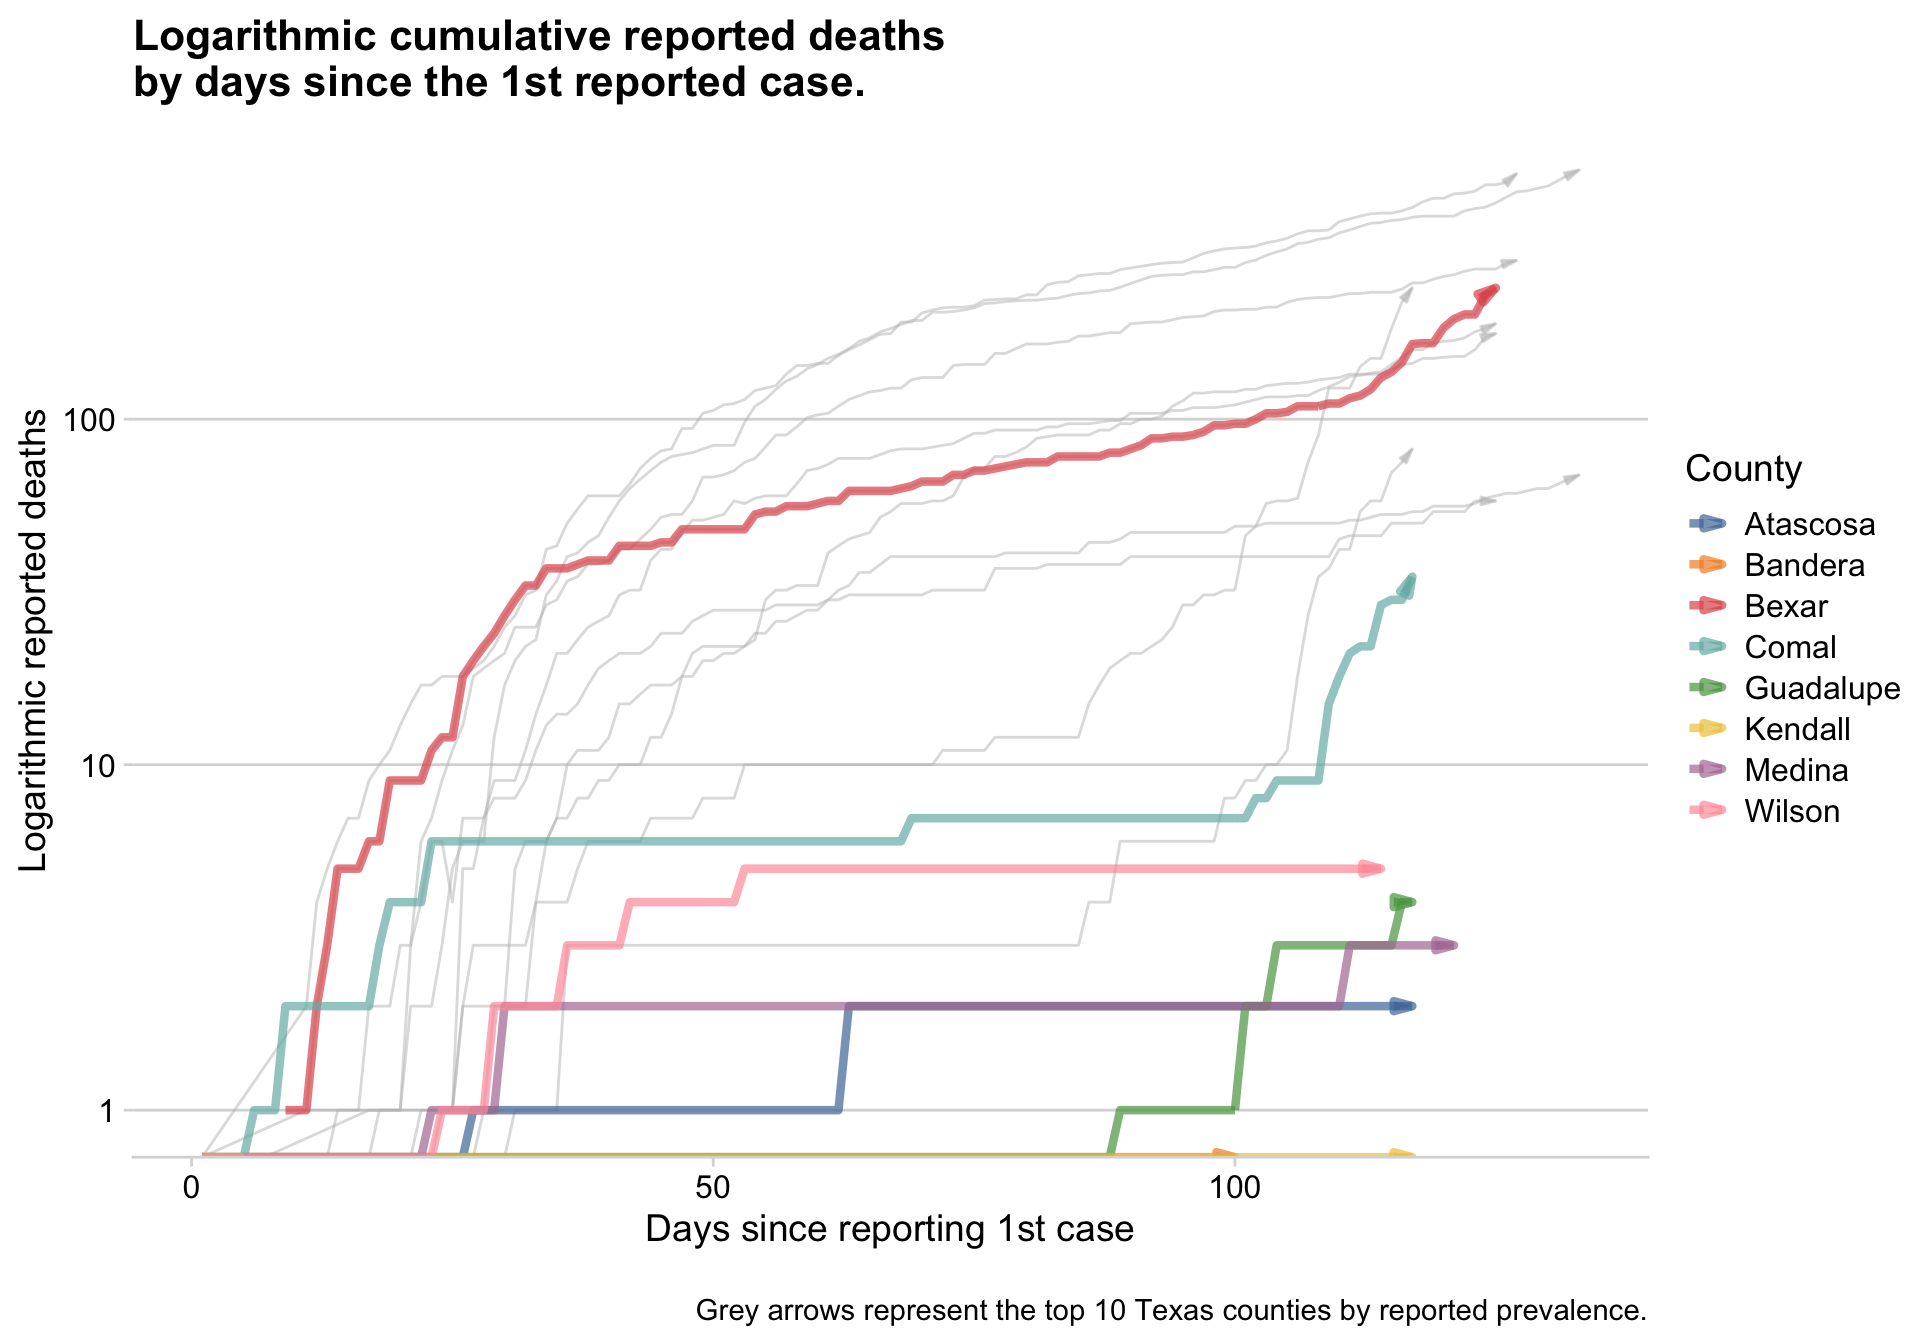 Logarithmic cumulative reported deaths
by days since the 1st reported case.
Logarithmic reported deaths
100
10
1
0
50
100
Days since reporting 1st case
County
Atascosa
Bandera
Bexar
Comal
Guadalupe
Kendall
Medina
Wilson
Grey arrows represent the top 10 Texas counties by reported prevalence.